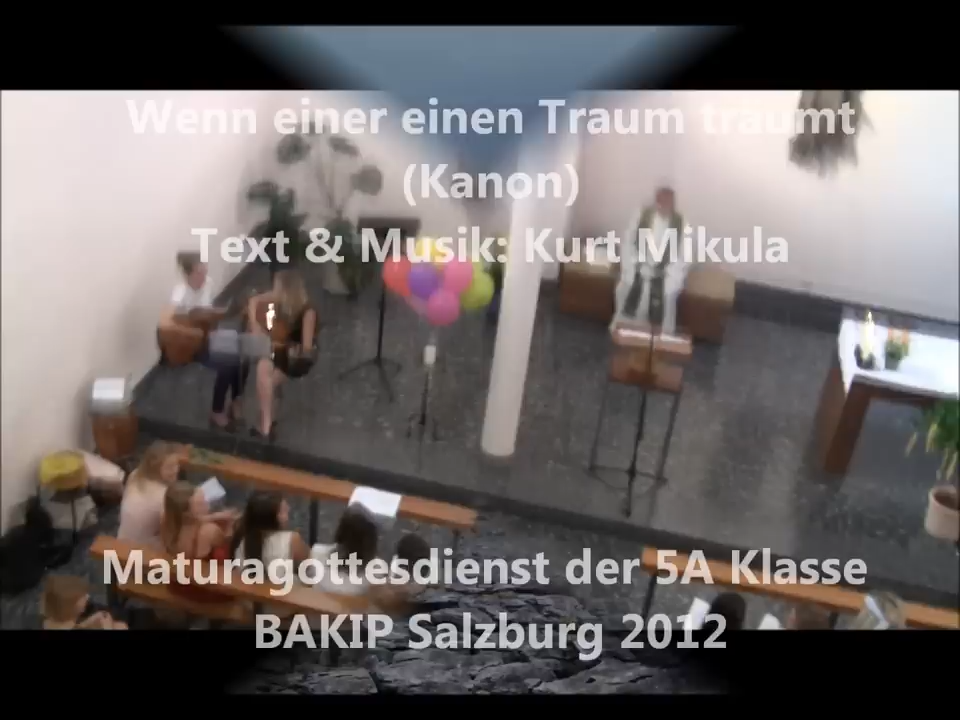 Wenn einer einen Traum träumt
(Kanon)
Text & Musik: Kurt Mikula
Maturagottesdienst der 5A Klasse
BAKIP Salzburg 2012